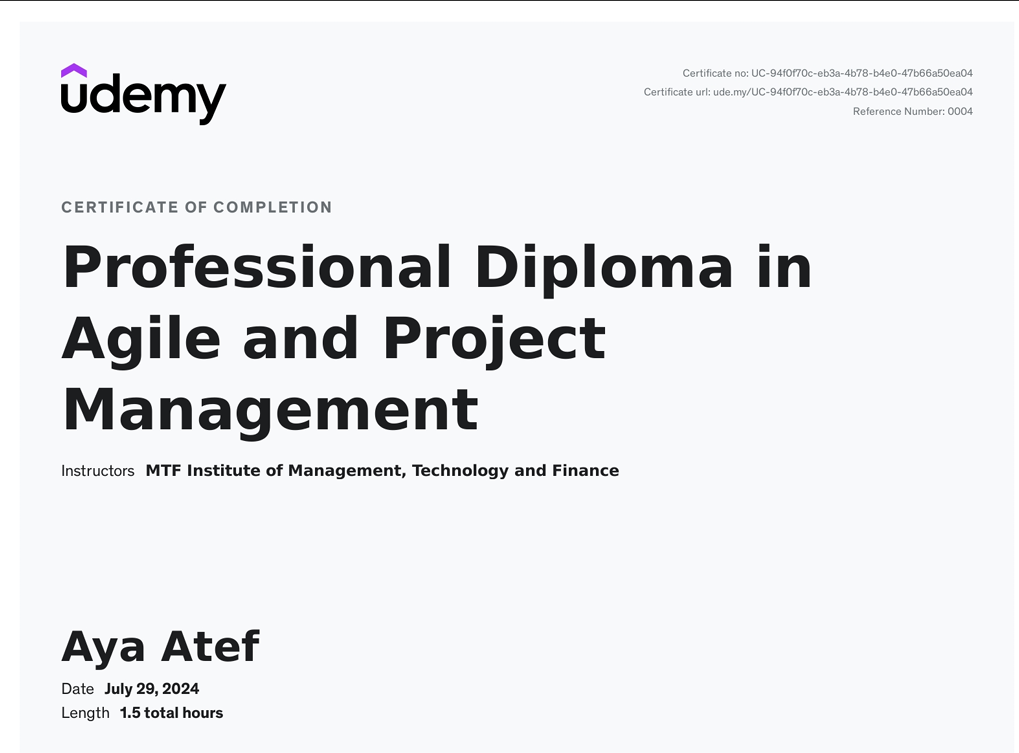 udemy
Certificate no: UC-94f0f70c-eb3a-4b78-b4e0-47b66a50ea04
Certificate url: ude.my/UC-94f0f70c-eb3a-4b78-b4e0-47b66a50ea04
Reference Number: 0004
CERTIFICATE OF COMPLETION
Professional Diploma in
Agile and Project
Management
Instructors MTF Institute of Management, Technology and Finance
Aya Atef
Date July 29, 2024
Length 1.5 total hours